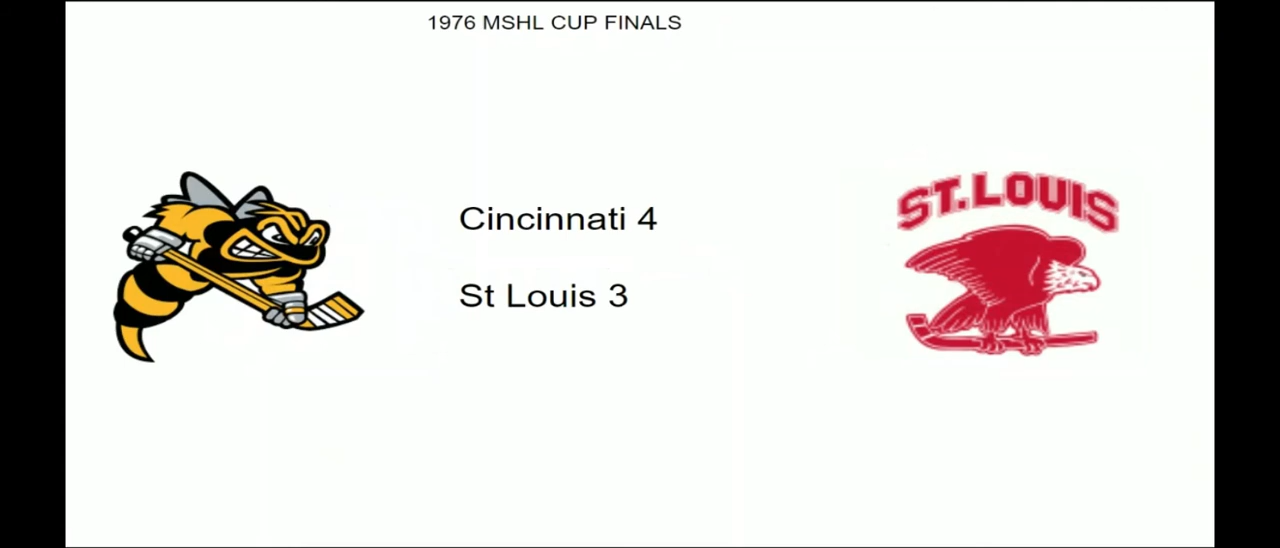 1976 MSHL CUP FINALS
ST. LOUIS
Cincinnati 4
St Louis 3